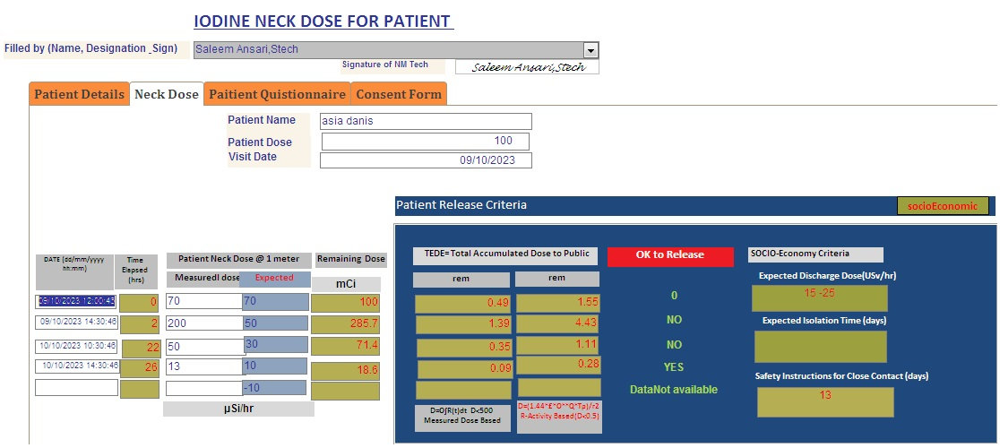 IODINE NECK DOSE FOR PATIENT
Filled by (Name, Designation _Sign)
Saleem Ansari,Stech
Signature of NM Tech
Saleem Ansari,Stech
Patient Details
Neck Dose
Paitient Quistionnaire
Consent Form
Patient Name
asia danis
Patient Dose
100
Visit Date
09/10/2023
Patient Release Criteria
socioEconomic
DATE (dd/mm/yyyy
hh:mm)
Time
Elapsed
(hrs)
Patient Neck Dose @ 1 meter
Measuredl dose
Expected
Remaining Dose
mCi
TEDE= Total Accumulated Dose to Public
rem
rem
OK to Release
SOCIO-Economy Criteria
09/10/2023 12:00:43 0 70 70 100 0.49 1.55 0
09/10/2023 14:30:46 2 200 50 285.7 1.39 4.43 NO
10/10/2023 10:30:46 22 50 30 71.4 0.35 1.11 NO
10/10/2023 14:30:46 26 13 10 18.6 0.09 0.28 YES
-10 DataNot available
Expected Discharge Dose(USv/hr)
15 -25
Expected Isolation Time (days)
Safety Instructions for Close Contact (days)
13
µSi/hr
D=O∫R(t)dt D<500
Measured Dose Based
D=(1.44*£*O**Q*Tp)/r2
R-Activity Based(D<0.5)